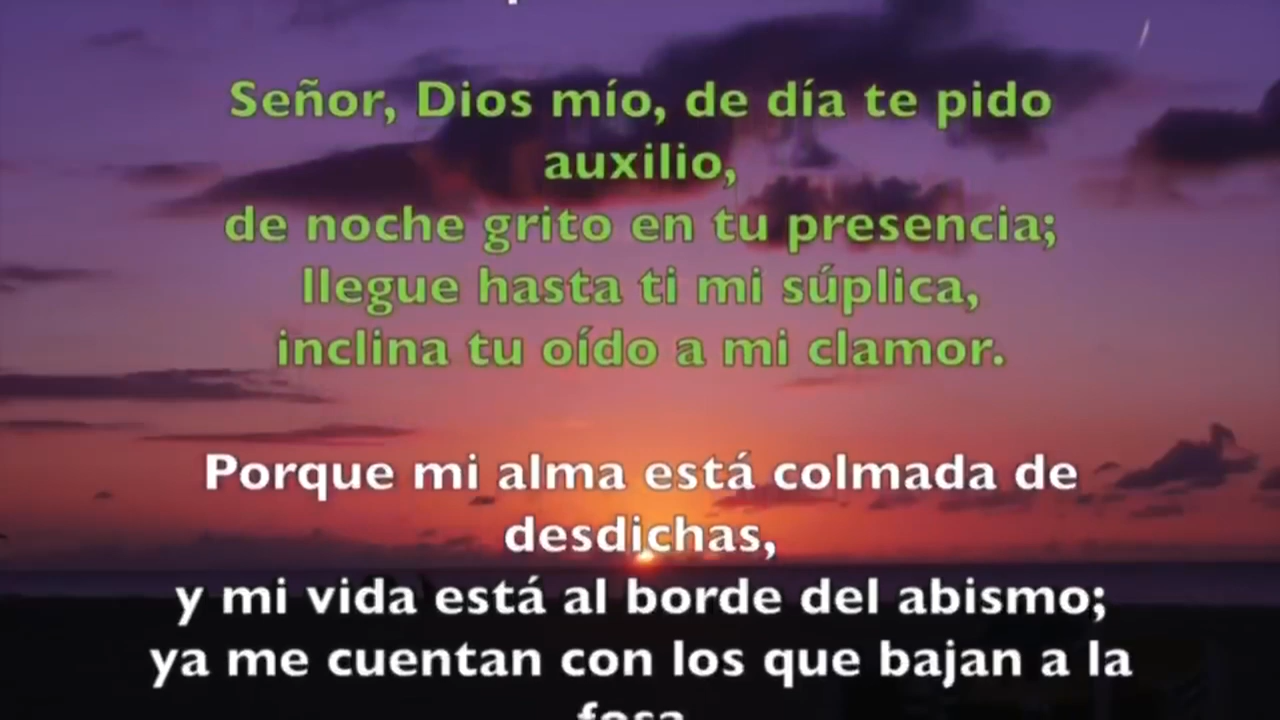 Señor, Dios mío, de día te pido
auxilio,
de noche grito en tu presencia;
llegue hasta ti mi súplica,
inclina tu oído a mi clamor.
Porque mi alma está colmada de
desdichas,
y mi vida está al borde del abismo;
ya me cuentan con los que bajan a la
fosa